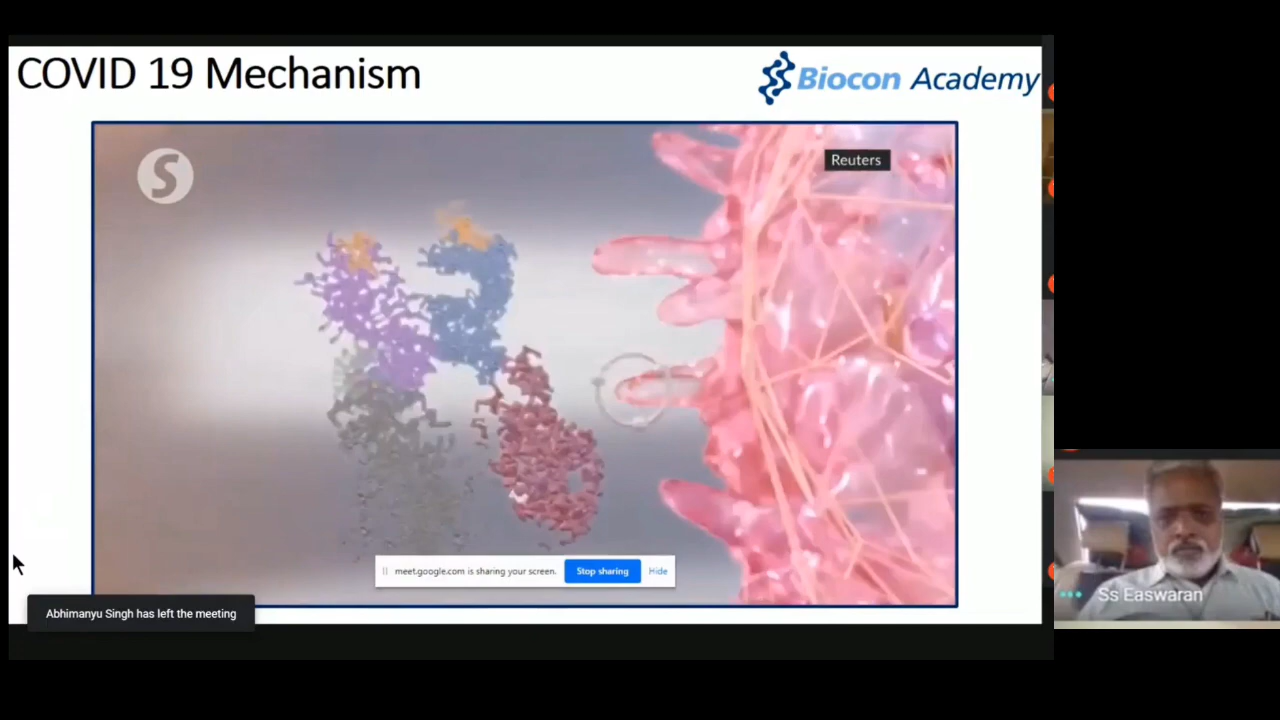 COVID 19 Mechanism
Biocon Academy
S
Reuters
meet.google.com is sharing your screen.
Stop sharing
Hide
Abhimanyu Singh has left the meeting
Ss Easwaran